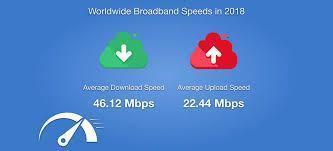 Worldwide Broadband Speeds in 2018
Average Download Speed
46.12 Mbps
Average Upload Speed
22.44 Mbps